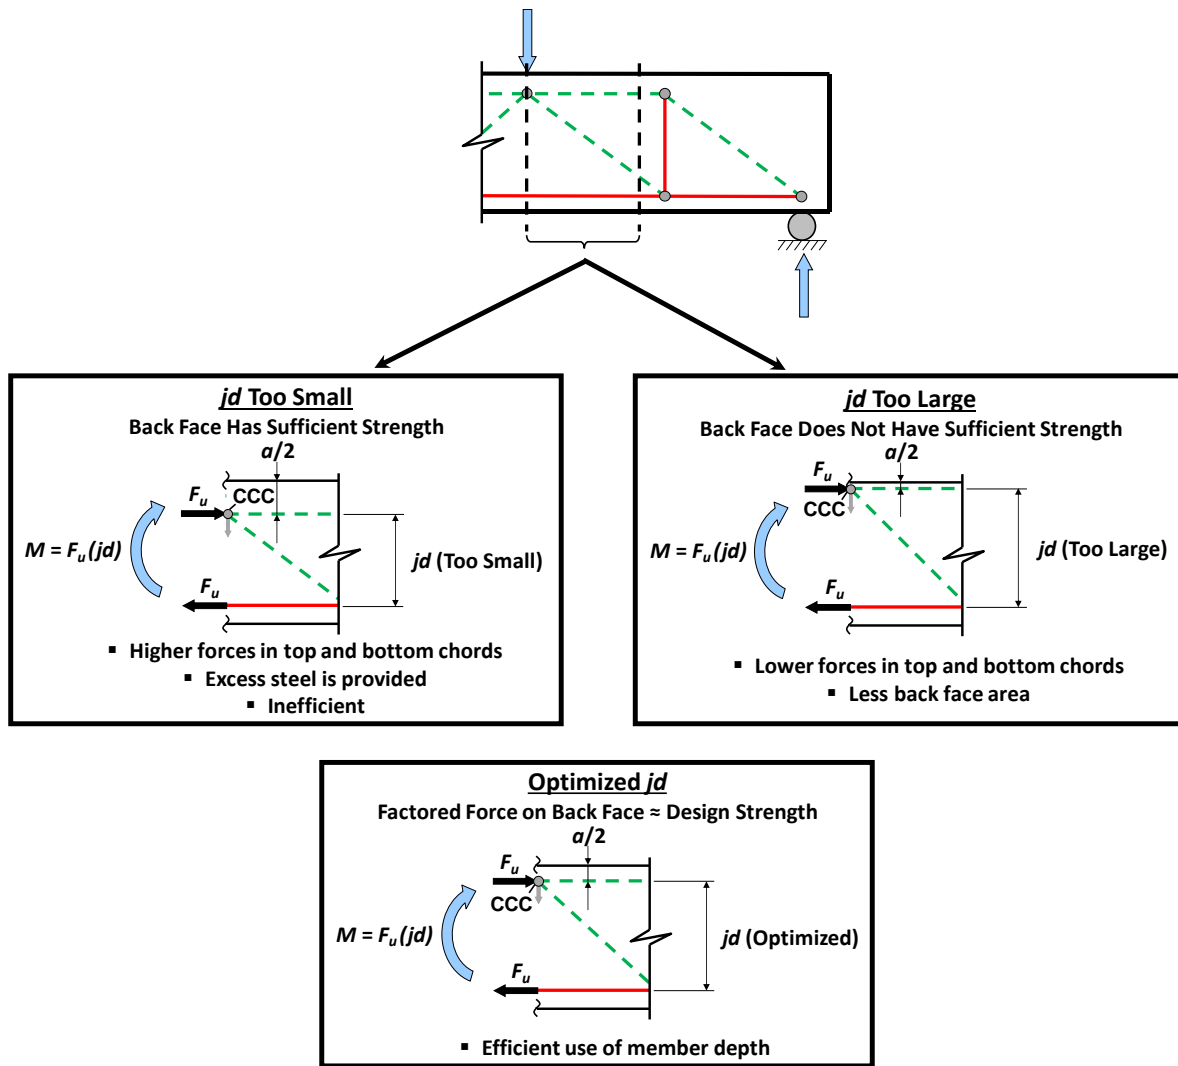 jd Too Small
Back Face Has Sufficient Strength
a/2
Fu
CCC
M = Fu(jd)
jd (Too Small)
Fu
▪ Higher forces in top and bottom chords
▪ Excess steel is provided
▪ Inefficient
jd Too Large
Back Face Does Not Have Sufficient Strength
a/2
Fu
CCC
M = Fu(jd)
jd (Too Large)
Fu
▪ Lower forces in top and bottom chords
▪ Less back face area
Optimized jd
Factored Force on Back Face ≈ Design Strength
a/2
Fu
CCC
M = Fu(jd)
jd (Optimized)
Fu
▪ Efficient use of member depth